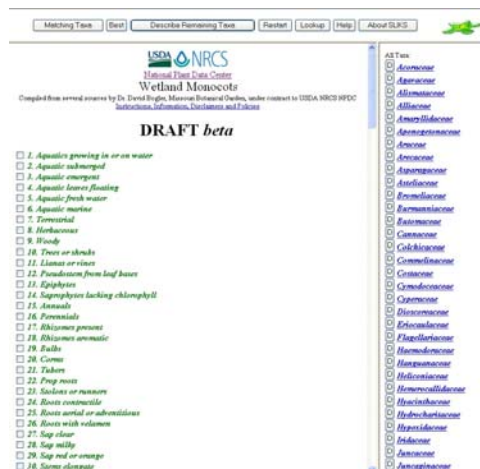 Matching Taxa Best Describe Remaining Taxa Restart Lookup Help About SLIKS
USDA NRCS
National Plant Data Center
Wetland Monocots
Compiled from several sources by Dr. David Bogler, Missouri Botanical Garden, under contract to USDA NRCS NPDC
Instructions, Information, Disclaimers and Policies
DRAFT beta
1. Aquatics growing in or on water
2. Aquatic submerged
3. Aquatic emergent
4. Aquatic leaves floating
5. Aquatic fresh water
6. Aquatic marine
7. Terrestrial
8. Herbaceous
9. Woody
10. Trees or shrubs
11. Lianas or vines
12. Pseudostem from leaf bases
13. Epiphytes
14. Saprophytes lacking chlorophyll
15. Annuals
16. Perennials
17. Rhizomes present
18. Rhizomes aromatic
19. Bulbs
20. Corms
21. Tubers
22. Prop roots
23. Stolons or runners
24. Roots contractile
25. Roots aerial or adventitious
26. Roots with velamen
27. Sap clear
28. Sap milky
29. Sap red or orange
30. Stems elongate
All Taxa
D Acoraceae
D Agavaceae
D Alismataceae
D Alliaceae
D Amaryllidaceae
D Aponogetonaceae
D Araceae
D Arecaceae
D Asparagaceae
D Asteliaceae
D Bromeliaceae
D Burmanniaceae
D Butomaceae
D Cannaceae
D Colchicaceae
D Commelinaceae
D Costaceae
D Cymodoceaceae
D Cyperaceae
D Dioscoreaceae
D Eriocaulaceae
D Flagellariaceae
D Haemodoraceae
D Hanguanaceae
D Heliconiaceae
D Hemerocallidaceae
D Hyacinthaceae
D Hydrocharitaceae
D Hypoxidaceae
D Iridaceae
D Juncaceae
D Juncaginaceae